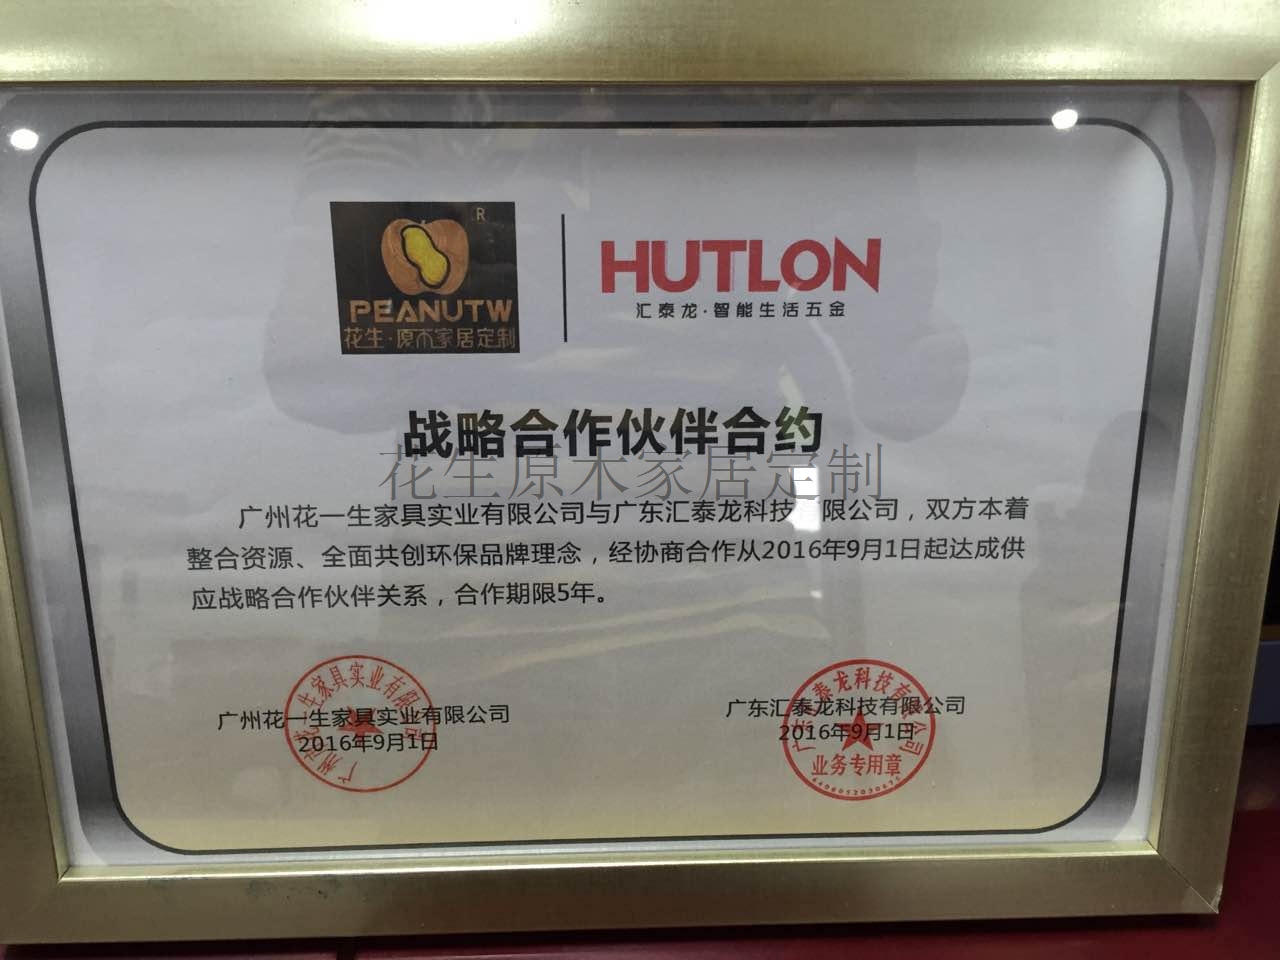 R
PEANUTW
花生·原木家居定制
HUTLON
汇泰龙·智能生活五金
战略合作伙伴合约
花生原木家居定制
广州花一生家具实业有限公司与广东汇泰龙科技有限公司，双方本着
整合资源、全面共创环保品牌理念，经协商合作从2016年9月1日起达成供
应战略合作伙伴关系，合作期限5年。
广州花一生家具实业有限公司
2016年9月1日
广东汇泰龙科技有限公司
2016年9月1日
业务专用章